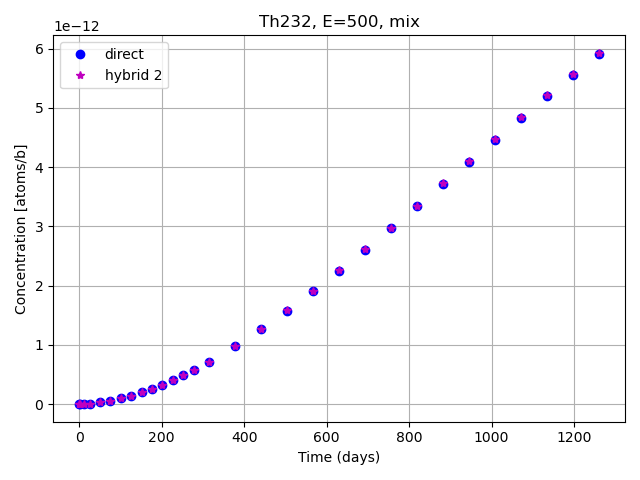 Th232, E=500, mix
1e−12
direct
hybrid 2
6
5
4
3
2
1
0
Concentration [atoms/b]
0 200 400 600 800 1000 1200
Time (days)